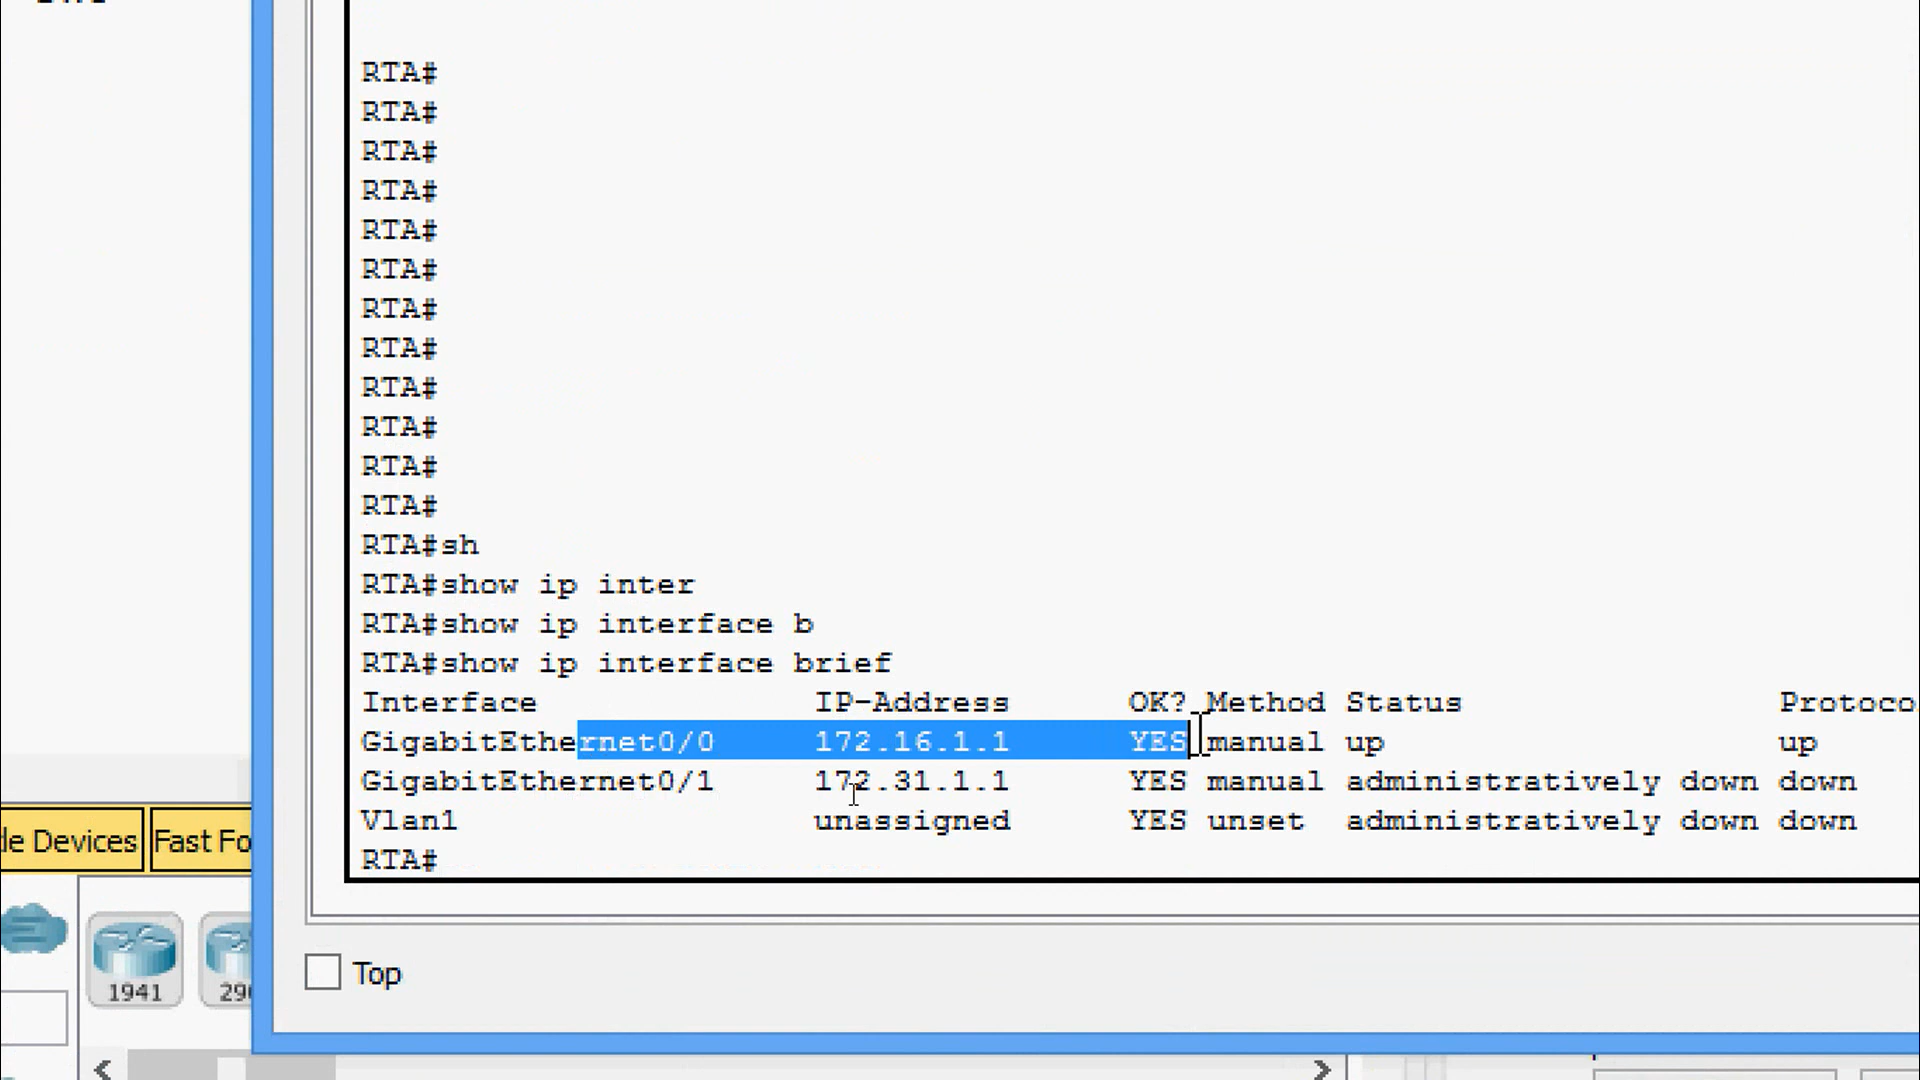 RTA#
RTA#
RTA#
RTA#
RTA#
RTA#
RTA#
RTA#
RTA#
RTA#
RTA#
RTA#
RTA#sh
RTA#show ip inter
RTA#show ip interface b
RTA#show ip interface brief
Interface IP-Address OK? Method Status Protoco
GigabitEthernet0/0 172.16.1.1 YES manual up up
GigabitEthernet0/1 172.31.1.1 YES manual administratively down down
Vlan1 unassigned YES unset administratively down down
RTA#
le Devices Fast Fo
1941 29
Top